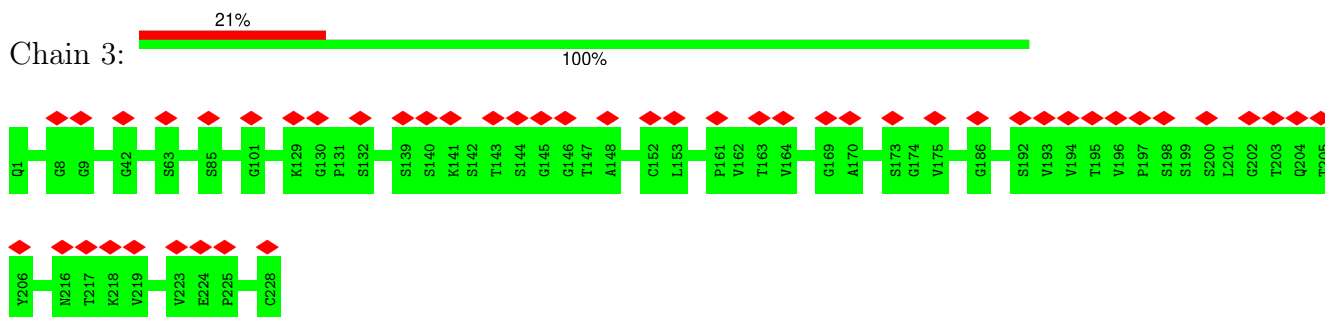 21%
Chain 3:
100%
Q1 G8 G9 G42 S63 S85 G101 K129 G130 P131 S132 S139 S140 K141 S142 T143 S144 G145 G146 T147 A148 C152 L153 P161 V162 T163 V164 G169 A170 S173 G174 V175 G186 S192 V193 V194 T195 V196 P197 S198 S199 S200 L201 G202 T203 Q204 T205
Y206 N216 T217 K218 V219 V223 E224 P225 C228